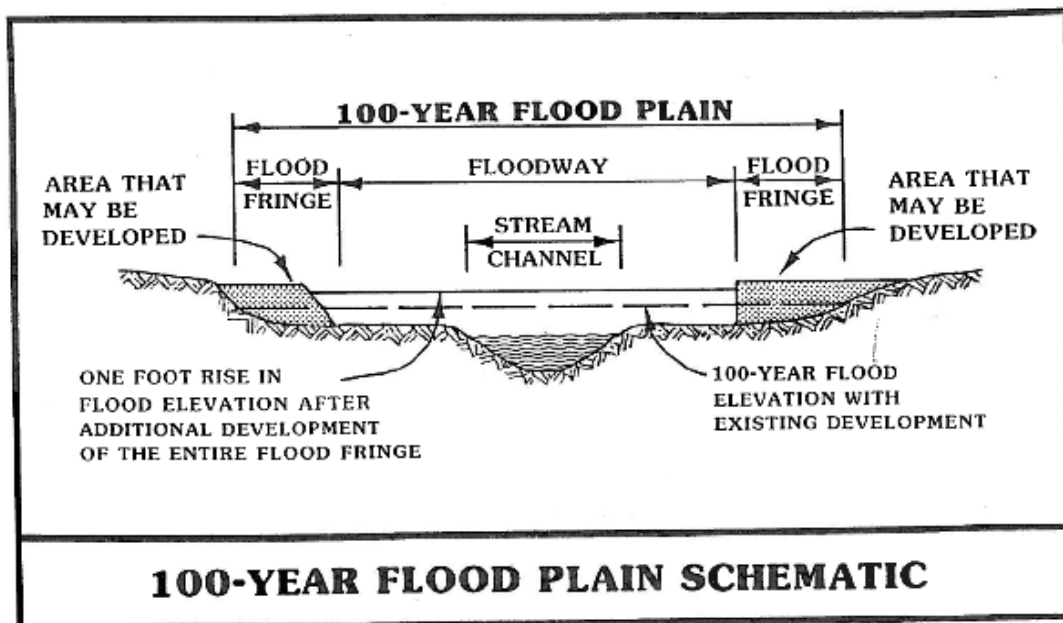 100-YEAR FLOOD PLAIN
FLOOD
FRINGE
FLOODWAY
FLOOD
FRINGE
AREA THAT
MAY BE
DEVELOPED
AREA THAT
MAY BE
DEVELOPED
STREAM
CHANNEL
ONE FOOT RISE IN
FLOOD ELEVATION AFTER
ADDITIONAL DEVELOPMENT
OF THE ENTIRE FLOOD FRINGE
100-YEAR FLOOD
ELEVATION WITH
EXISTING DEVELOPMENT
100-YEAR FLOOD PLAIN SCHEMATIC